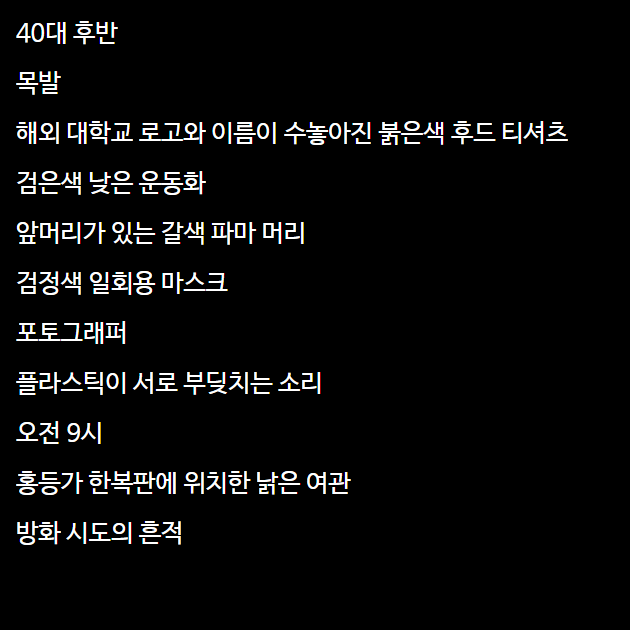 40대 후반
목발
해외 대학교 로고와 이름이 수놓아진 붉은색 후드 티셔츠
검은색 낮은 운동화
앞머리가 있는 갈색 파마 머리
검정색 일회용 마스크
포토그래퍼
플라스틱이 서로 부딪치는 소리
오전 9시
홍등가 한복판에 위치한 낡은 여관
방화 시도의 흔적